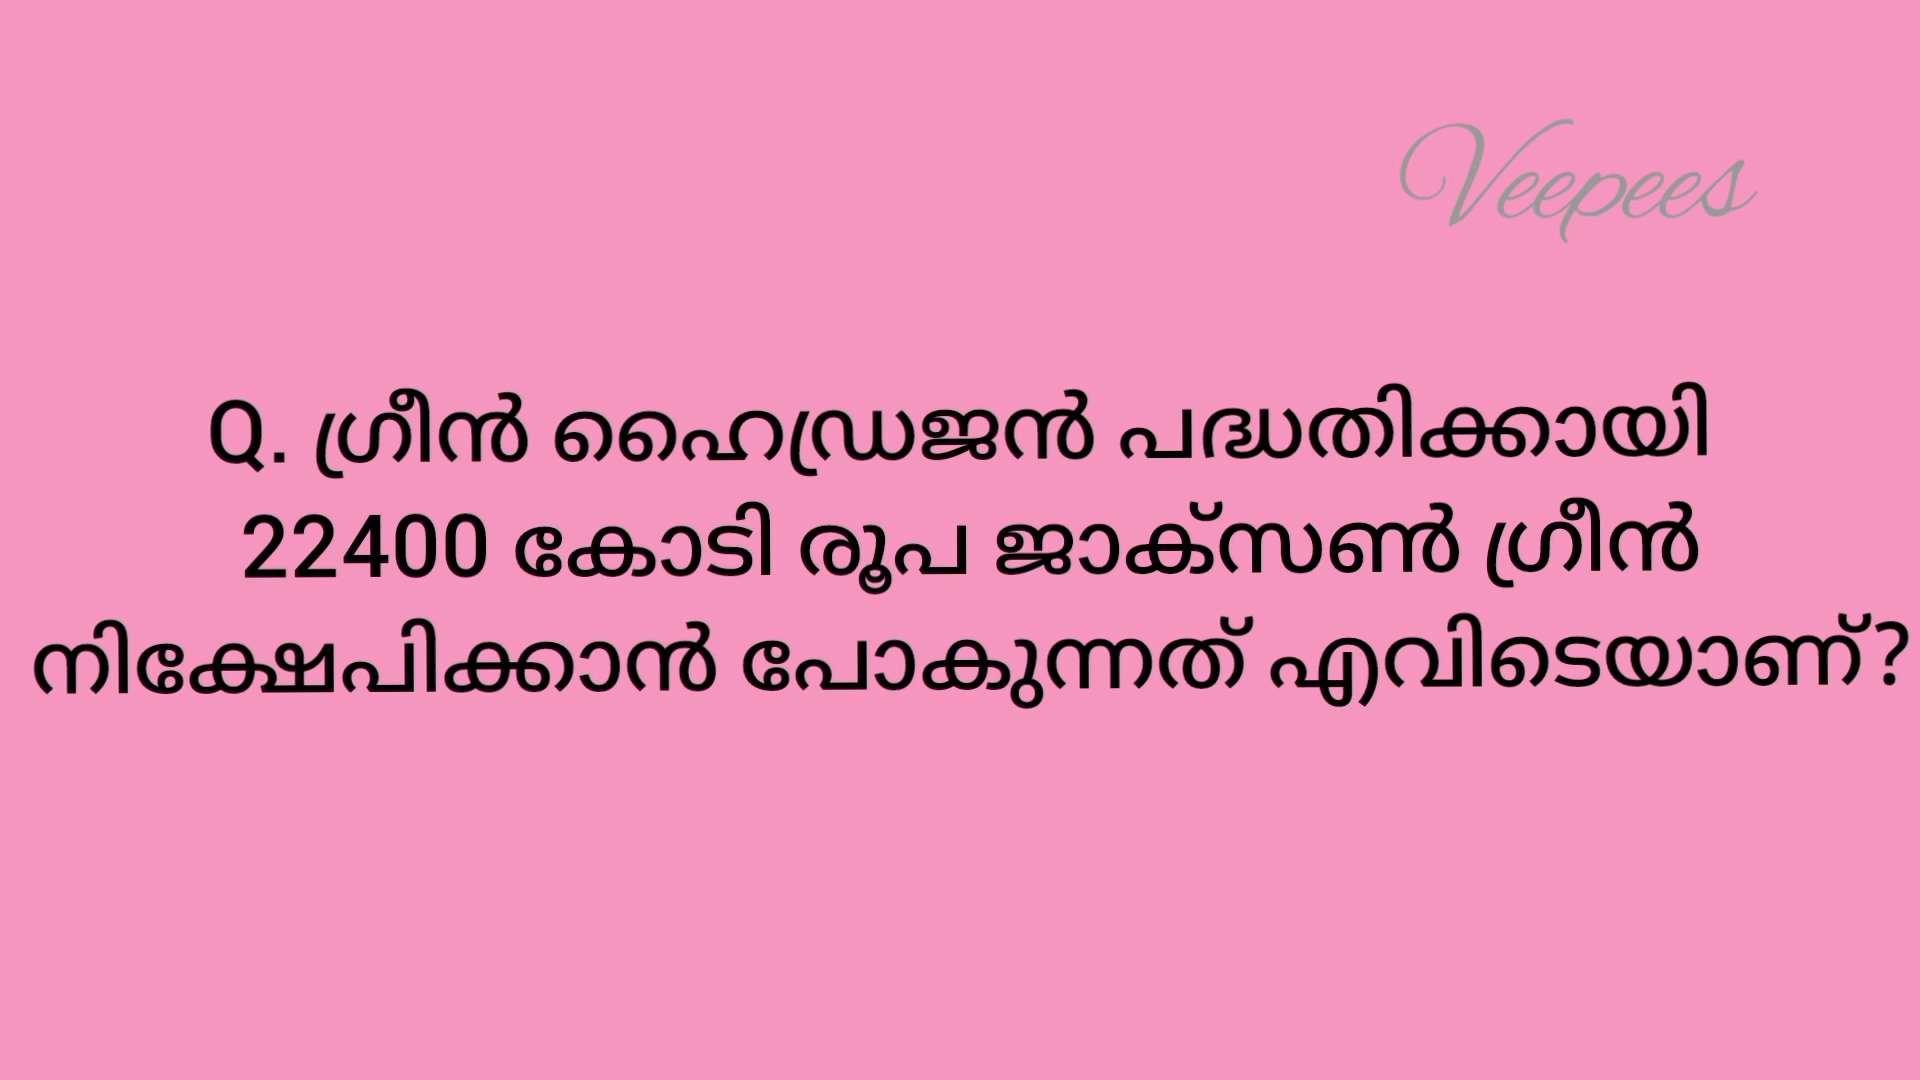 Veepees
Q. ഗ്രീൻ ഹൈഡ്രജൻ പദ്ധതിക്കായി
22400 കോടി രൂപ ജാക്സൺ ഗ്രീൻ
നിക്ഷേപിക്കാൻ പോകുന്നത് എവിടെയാണ്?